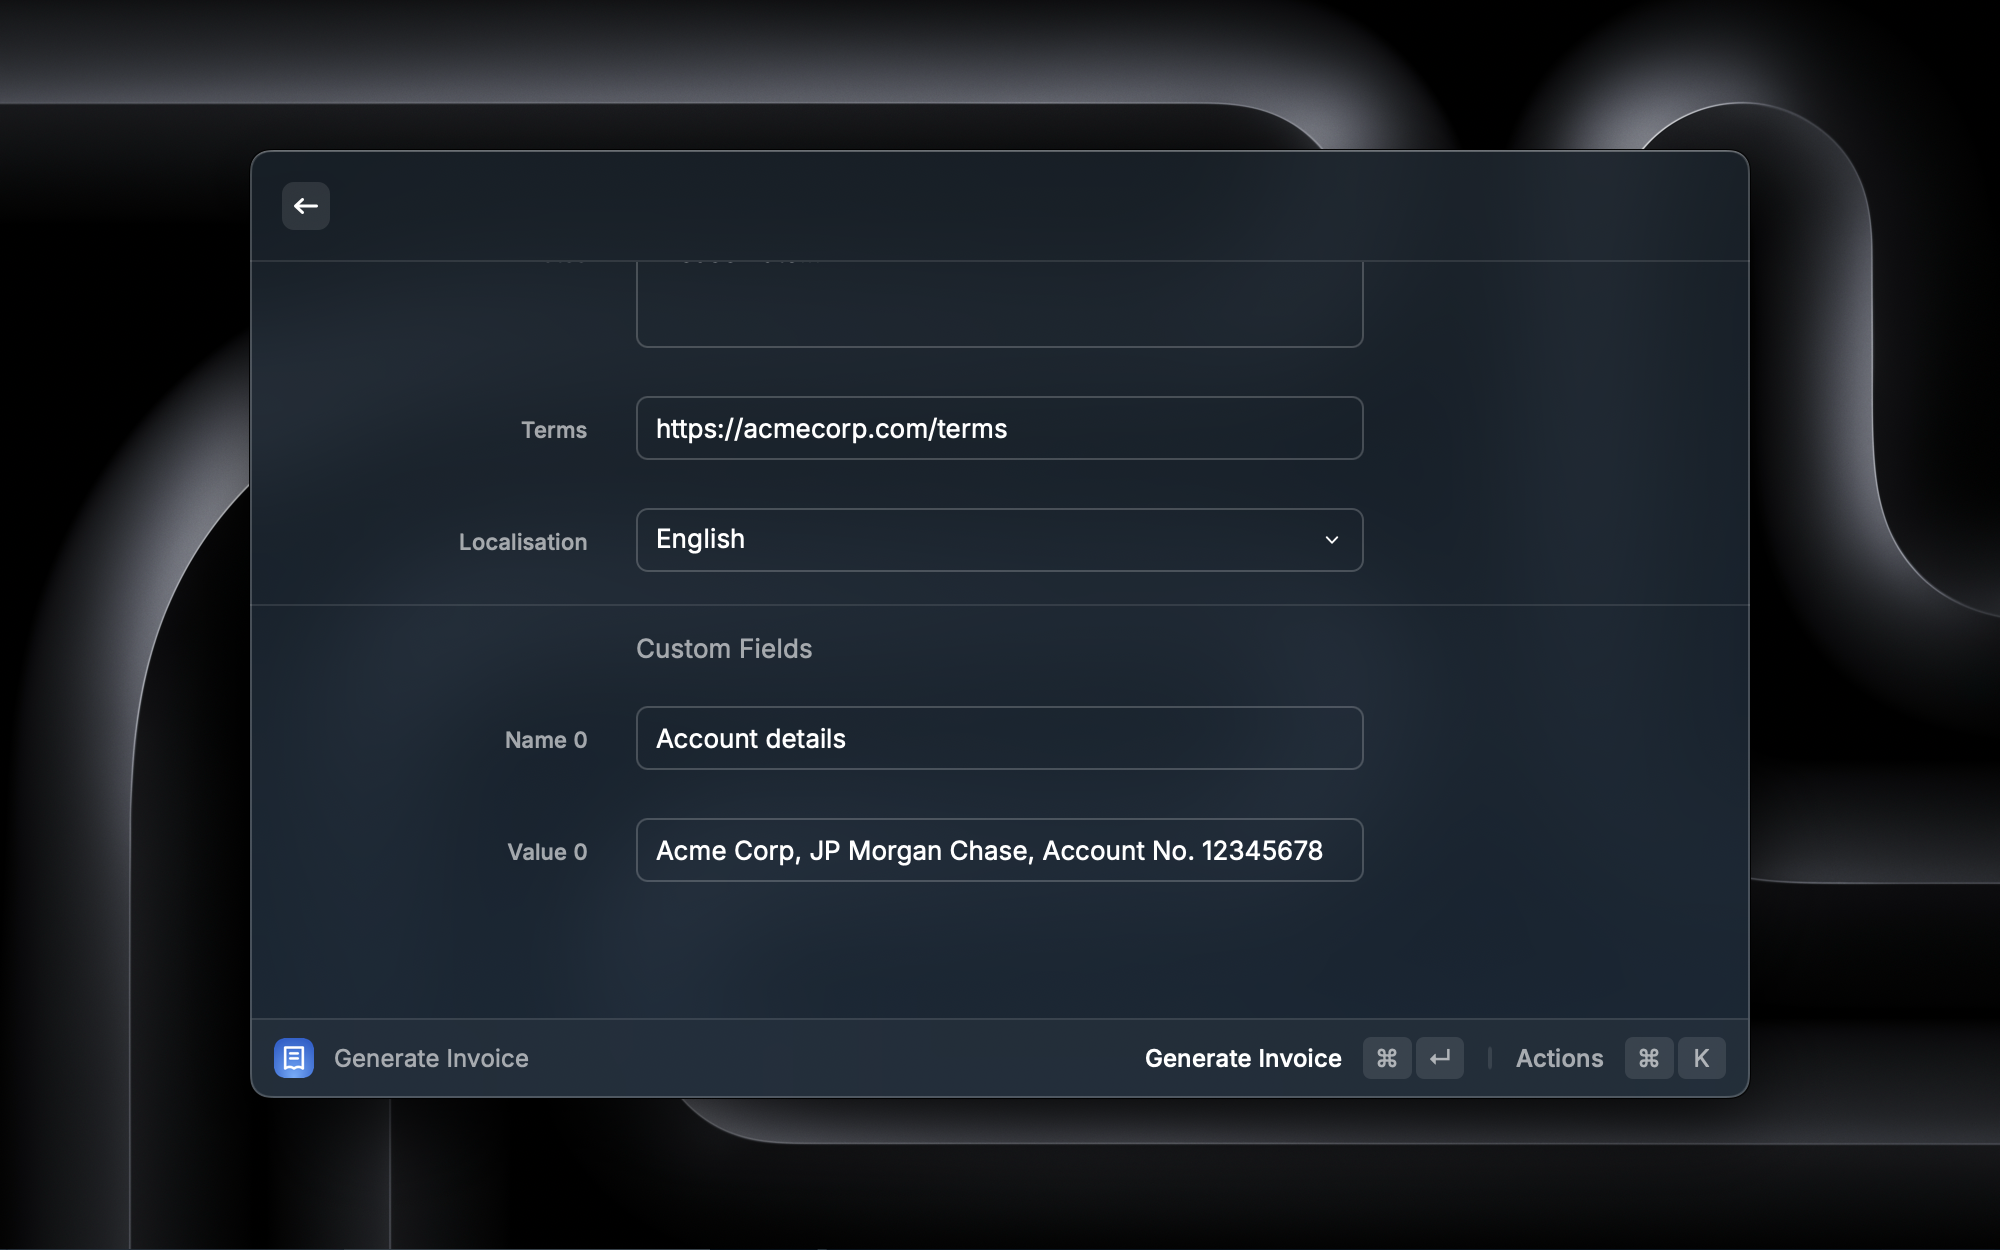 Terms
https://acmecorp.com/terms
Localisation
English
Custom Fields
Name 0
Account details
Value 0
Acme Corp, JP Morgan Chase, Account No. 12345678
Generate Invoice
Generate Invoice ⌘ ↵ Actions ⌘ K